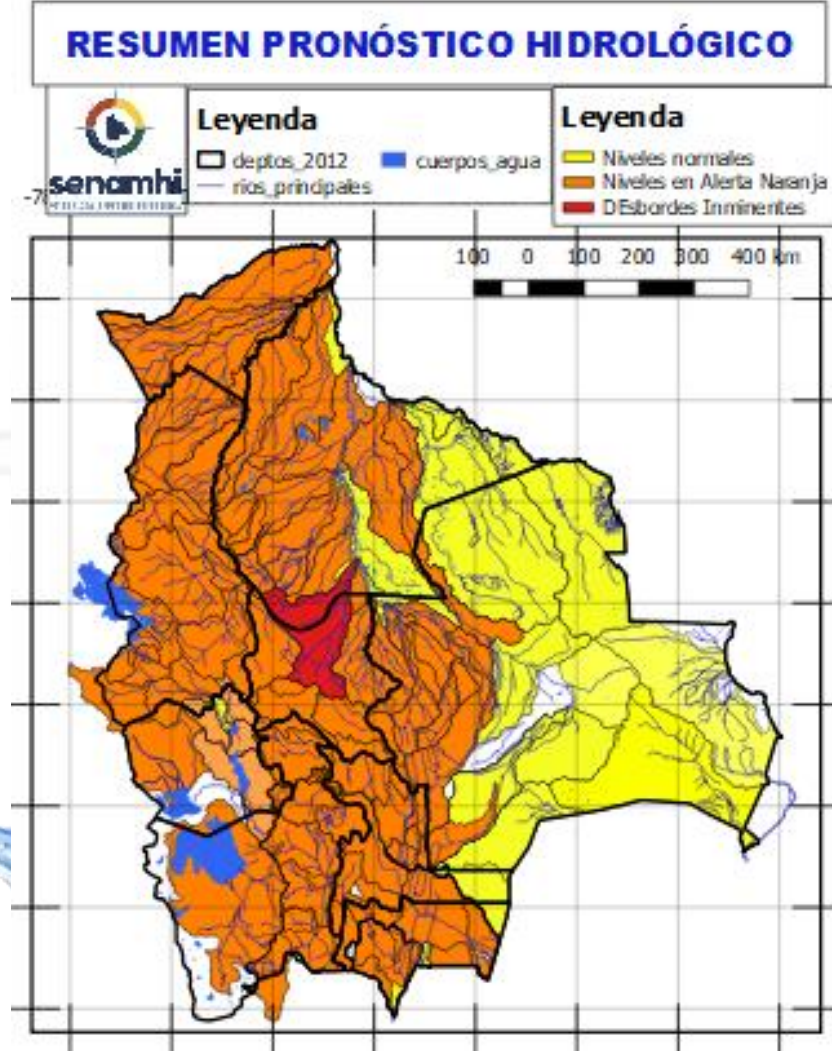 RESUMEN PRONÓSTICO HIDROLÓGICO
senamhi
Leyenda
deptos_2012
cuerpos_agua
rios_principales
Leyenda
Niveles normales
Niveles en Alerta Naranja
DEsbordes Inminentes
100 0 100 200 300 400 km